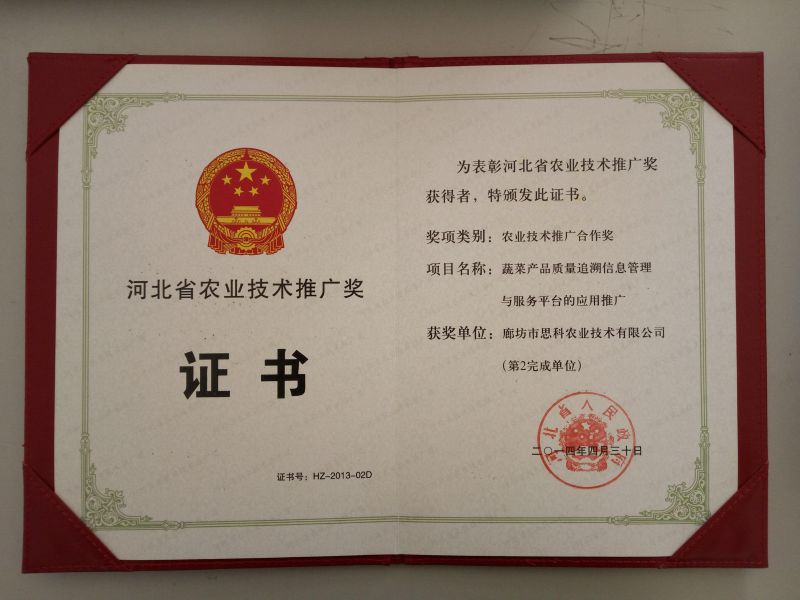 河北省农业技术推广奖
证书
证书号：HZ-2013-02D
为表彰河北省农业技术推广奖
获得者，特颁发此证书。
奖项类别：农业技术推广合作奖
项目名称：蔬菜产品质量追溯信息管理
与服务平台的应用推广
获奖单位：廊坊市思科农业技术有限公司
（第2完成单位）
河北省人民政府
二〇一四年四月三十日